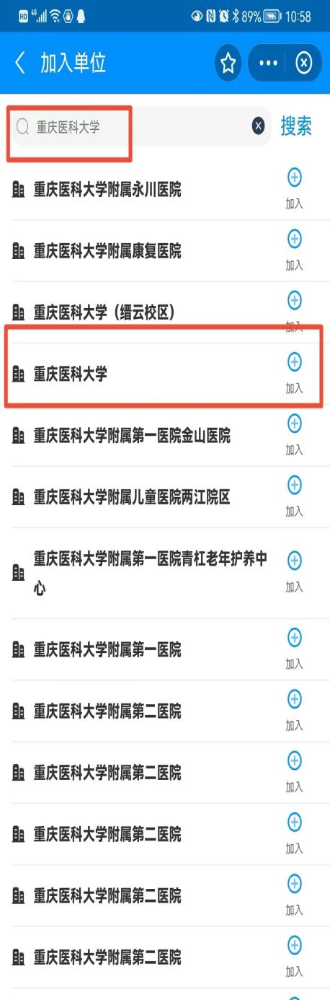 HD 4G 89% 10:58
加入单位
重庆医科大学 搜索
重庆医科大学附属永川医院
加入
重庆医科大学附属康复医院
加入
重庆医科大学（缙云校区）
加入
重庆医科大学
加入
重庆医科大学附属第一医院金山医院
加入
重庆医科大学附属儿童医院两江院区
加入
重庆医科大学附属第一医院青杠老年护养中
心
加入
重庆医科大学附属第一医院
加入
重庆医科大学附属第二医院
加入
重庆医科大学附属第二医院
加入
重庆医科大学附属第二医院
加入
重庆医科大学附属第二医院
加入
重庆医科大学附属第二医院
加入